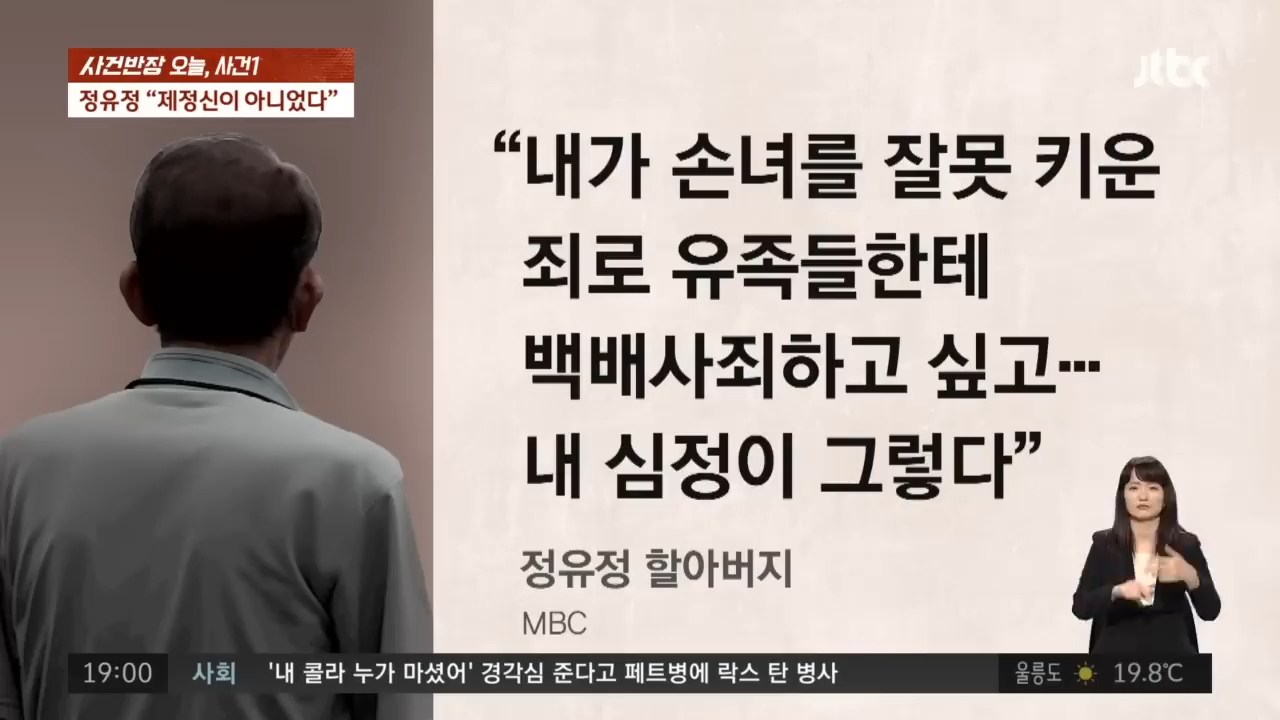 사건반장 오늘, 사건1
jtbc
정유정 “제정신이 아니었다”
“내가 손녀를 잘못 키운
죄로 유족들한테
백배사죄하고 싶고…
내 심정이 그렇다”
정유정 할아버지
MBC
19:00 사회 '내 콜라 누가 마셨어' 경각심 준다고 페트병에 락스 탄 병사 울릉도 19.8℃